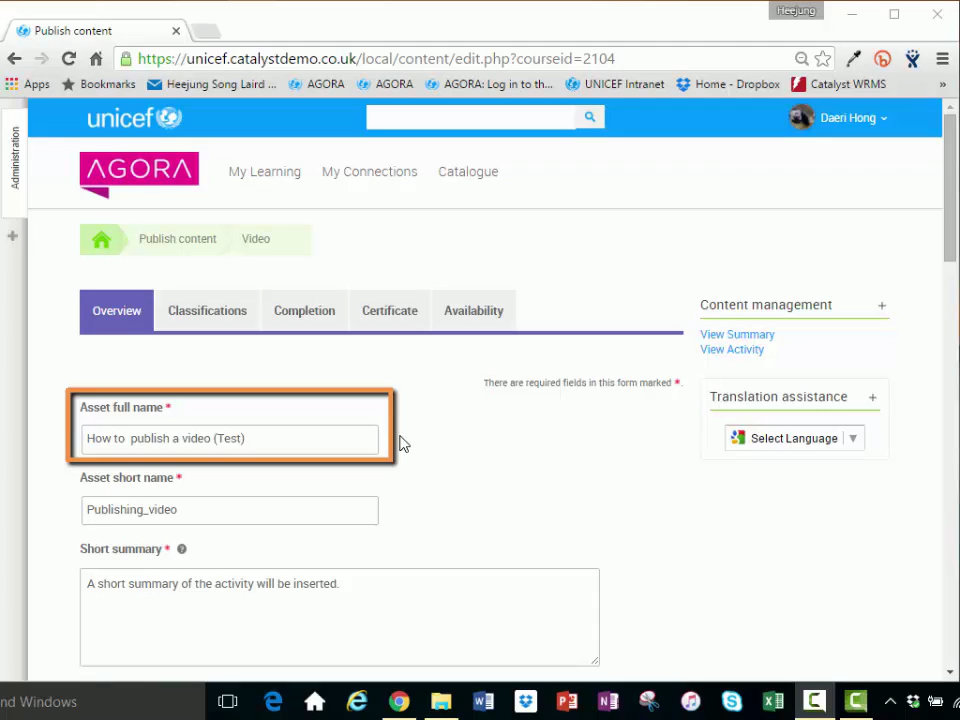 Heejung
Publish content
https://unicef.catalystdemo.co.uk/local/content/edit.php?courseid=2104
Apps Bookmarks Heejung Song Laird ... AGORA AGORA AGORA: Log in to th... UNICEF Intranet Home - Dropbox Catalyst WRMS »
Administration
unicef
Daeri Hong
AGORA
My Learning My Connections Catalogue
Publish content Video
Overview Classifications Completion Certificate Availability
Content management +
View Summary
View Activity
There are required fields in this form marked *.
Translation assistance +
Select Language
Asset full name *
How to  publish a video (Test)
Asset short name *
Publishing_video
Short summary *
A short summary of the activity will be inserted.
nd Windows